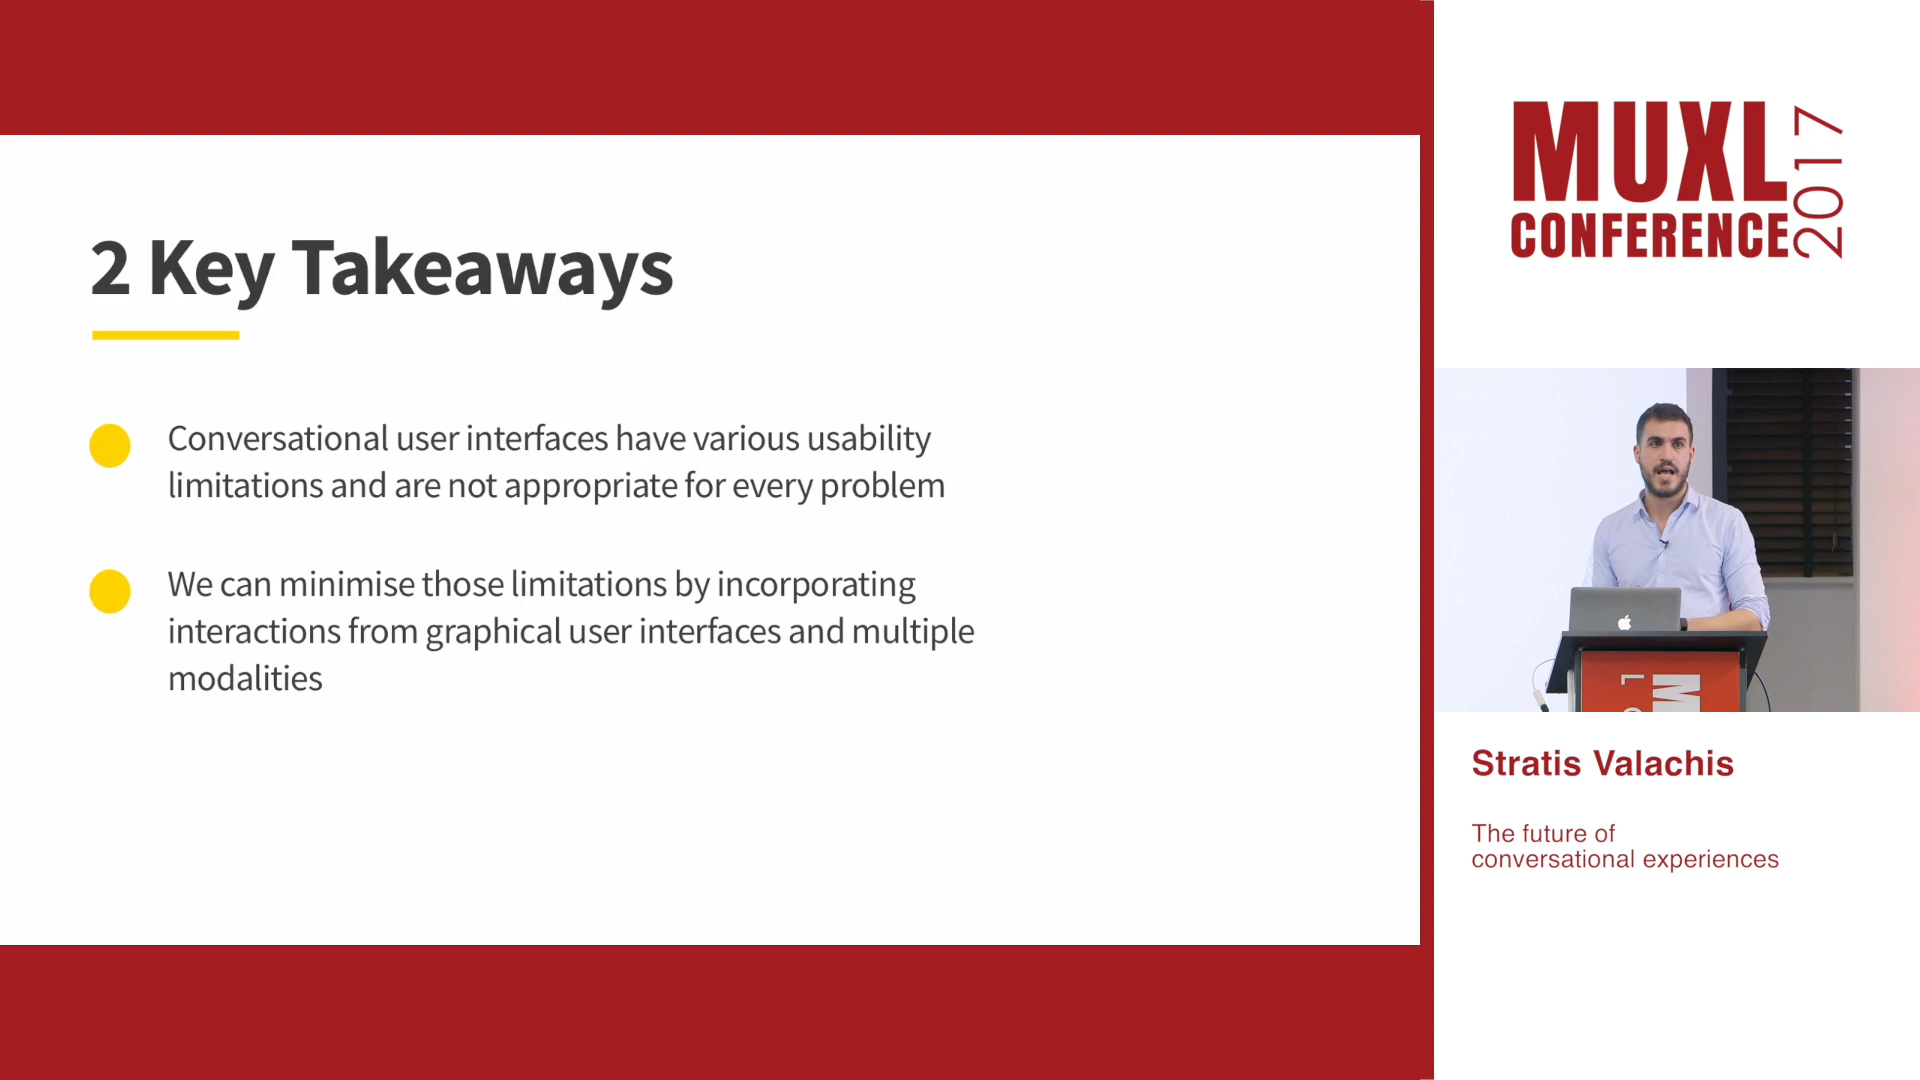 2 Key Takeaways
Conversational user interfaces have various usability
limitations and are not appropriate for every problem
We can minimise those limitations by incorporating
interactions from graphical user interfaces and multiple
modalities
MUXL
CONFERENCE
2017
M
L
Stratis Valachis
The future of
conversational experiences